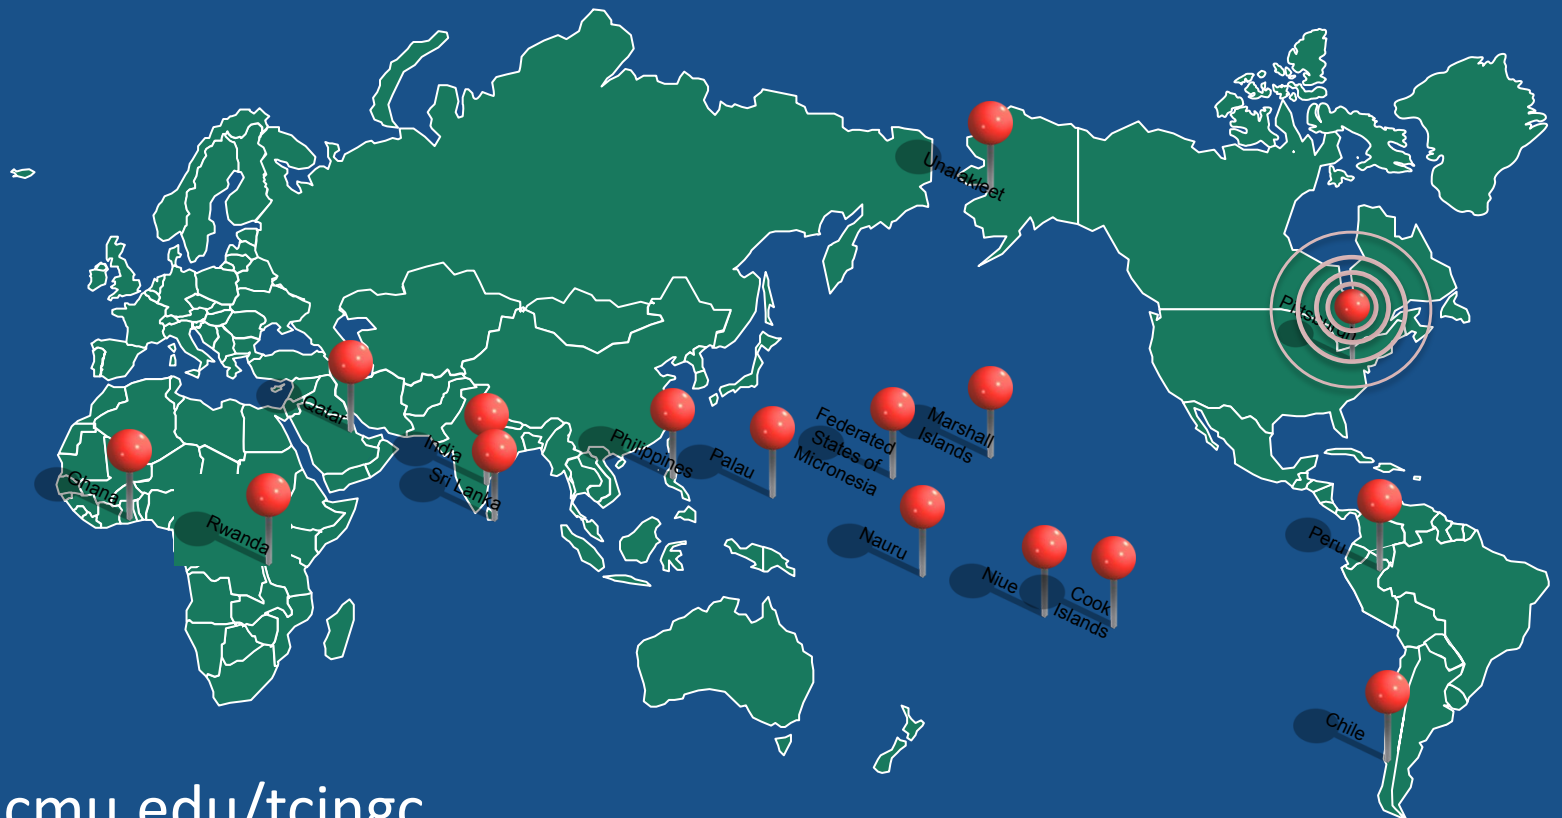 Unalakleet
Pittsburgh
Qatar
India
Sri Lanka
Ghana
Rwanda
Philippines
Palau
Federated
States of
Micronesia
Marshall
Islands
Nauru
Niue
Cook
Islands
Peru
Chile
cmu.edu/tcingc